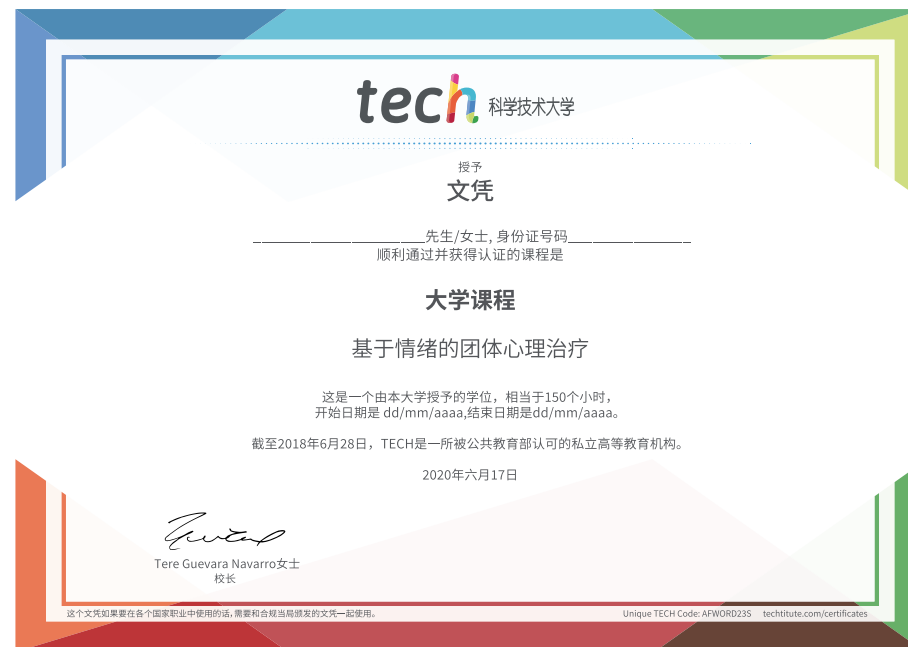 tech 科学技术大学
授予
文凭
_____________________先生/女士, 身份证号码_______________
顺利通过并获得认证的课程是
大学课程
基于情绪的团体心理治疗
这是一个由本大学授予的学位，相当于150个小时，
开始日期是 dd/mm/aaaa,结束日期是dd/mm/aaaa。
截至2018年6月28日，TECH是一所被公共教育部认可的私立高等教育机构。
2020年六月17日
Tere Guevara Navarro女士
校长
这个文凭如果要在各个国家职业中使用的话,需要和合规当局颁发的文凭一起使用。
Unique TECH Code: AFWORD23S techtitute.com/certificates